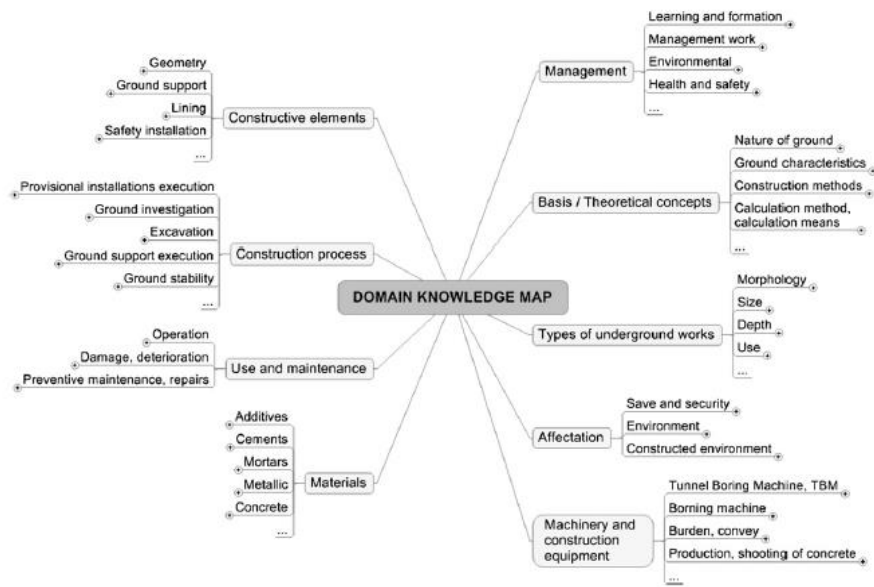 DOMAIN KNOWLEDGE MAP
Constructive elements
Geometry
Ground support
Lining
Safety installation
...
Construction process
Provisional installations execution
Ground investigation
Excavation
Ground support execution
Ground stability
...
Use and maintenance
Operation
Damage, deterioration
Preventive maintenance, repairs
Materials
Additives
Cements
Mortars
Metallic
Concrete
...
Management
Learning and formation
Management work
Environmental
Health and safety
...
Basis / Theoretical concepts
Nature of ground
Ground characteristics
Construction methods
Calculation method,
calculation means
...
Types of underground works
Morphology
Size
Depth
Use
...
Affectation
Save and security
Environment
Constructed environment
Machinery and
construction
equipment
Tunnel Boring Machine, TBM
Borning machine
Burden, convey
Production, shooting of concrete
...